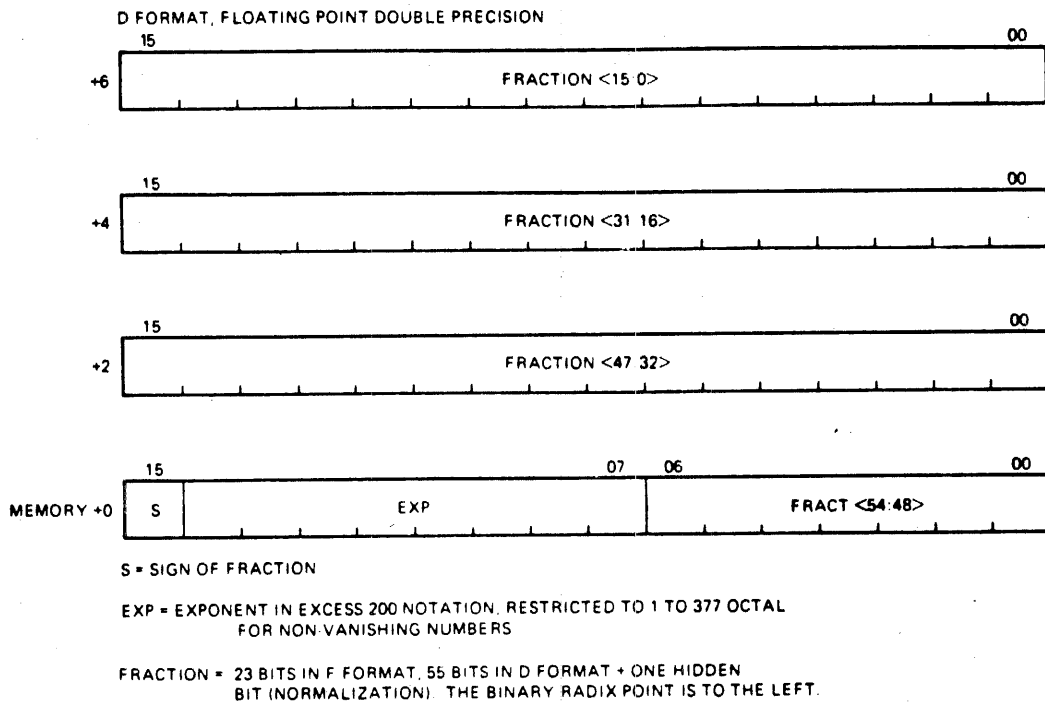 D FORMAT, FLOATING POINT DOUBLE PRECISION
15 00
+6 FRACTION <15 0>
15 00
+4 FRACTION <31 16>
15 00
+2 FRACTION <47 32>
15 07 06 00
MEMORY +0 S EXP FRACT <54:48>
S = SIGN OF FRACTION
EXP = EXPONENT IN EXCESS 200 NOTATION, RESTRICTED TO 1 TO 377 OCTAL
FOR NON-VANISHING NUMBERS
FRACTION = 23 BITS IN F FORMAT, 55 BITS IN D FORMAT + ONE HIDDEN
BIT (NORMALIZATION). THE BINARY RADIX POINT IS TO THE LEFT.